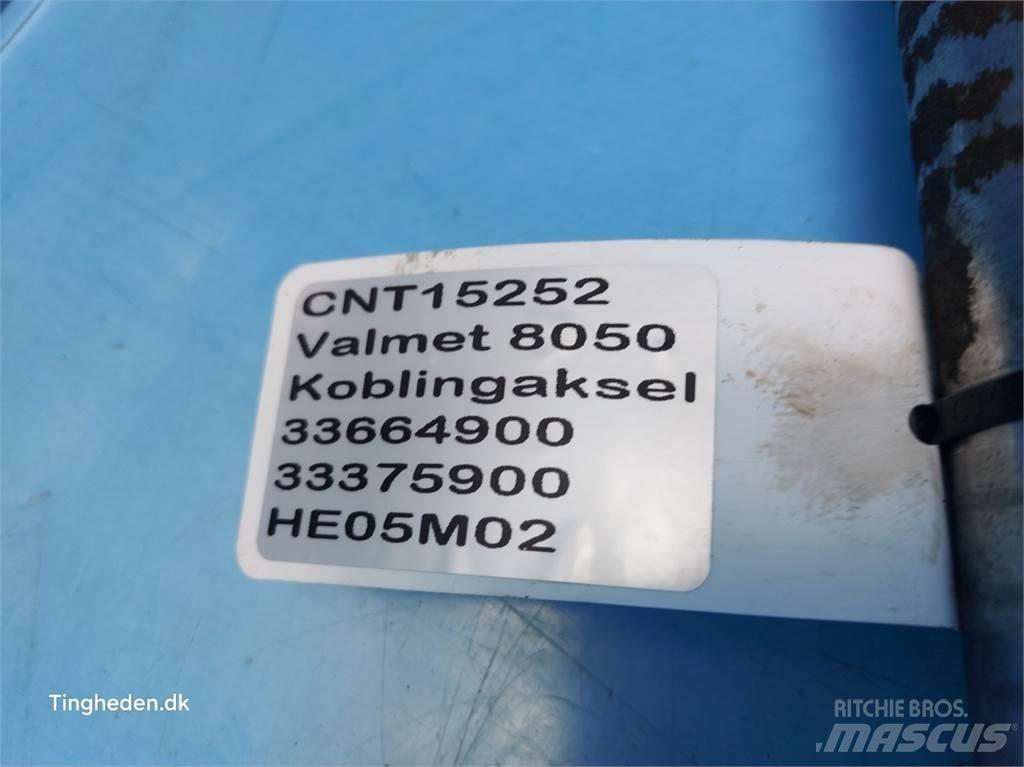 CNT15252
Valmet 8050
Koblingaksel
33664900
33375900
HE05M02
Tingheden.dk
RITCHIE BROS.
MASCUS